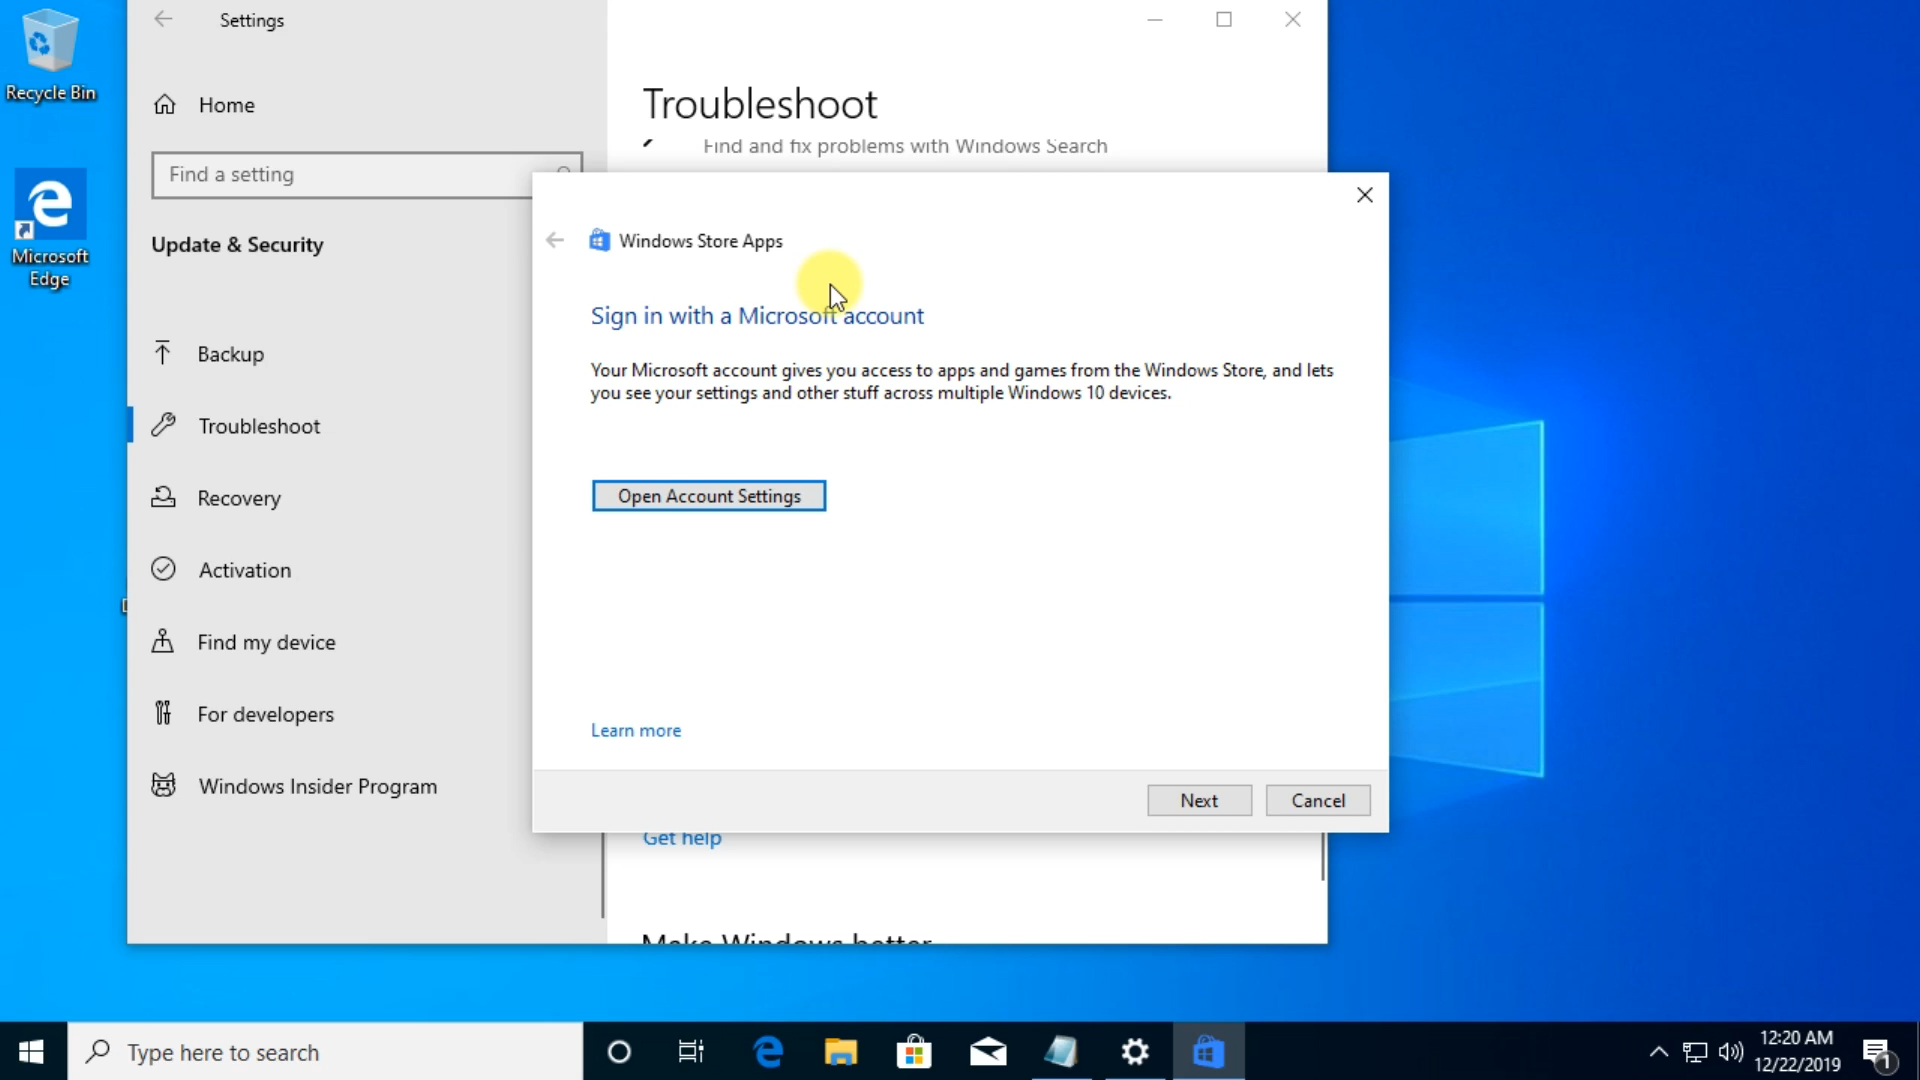 Recycle Bin
Microsoft
Edge
Settings
Home
Find a setting
Update & Security
Backup
Troubleshoot
Recovery
Activation
Find my device
For developers
Windows Insider Program
Troubleshoot
Find and fix problems with Windows Search
Windows Store Apps
Sign in with a Microsoft account
Your Microsoft account gives you access to apps and games from the Windows Store, and lets
you see your settings and other stuff across multiple Windows 10 devices.
Open Account Settings
Learn more
Next
Cancel
Get help
Make Windows better
Type here to search
12:20 AM
12/22/2019
1